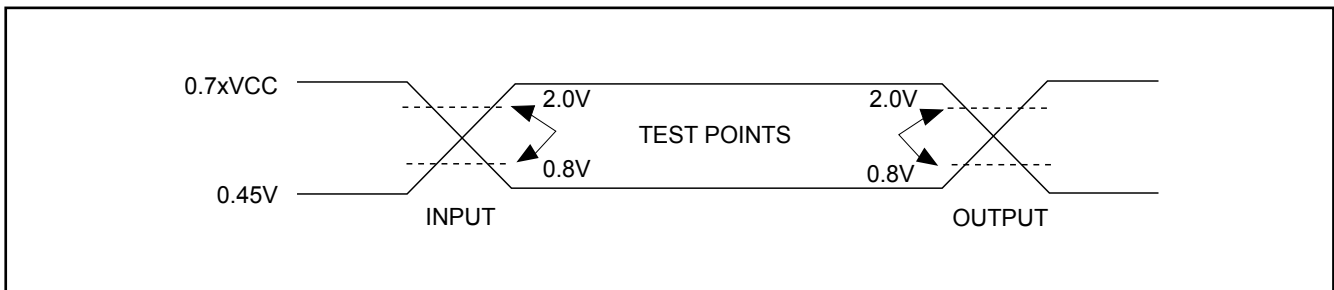 0.7xVCC
2.0V
2.0V
TEST POINTS
0.8V
0.8V
0.45V
INPUT
OUTPUT